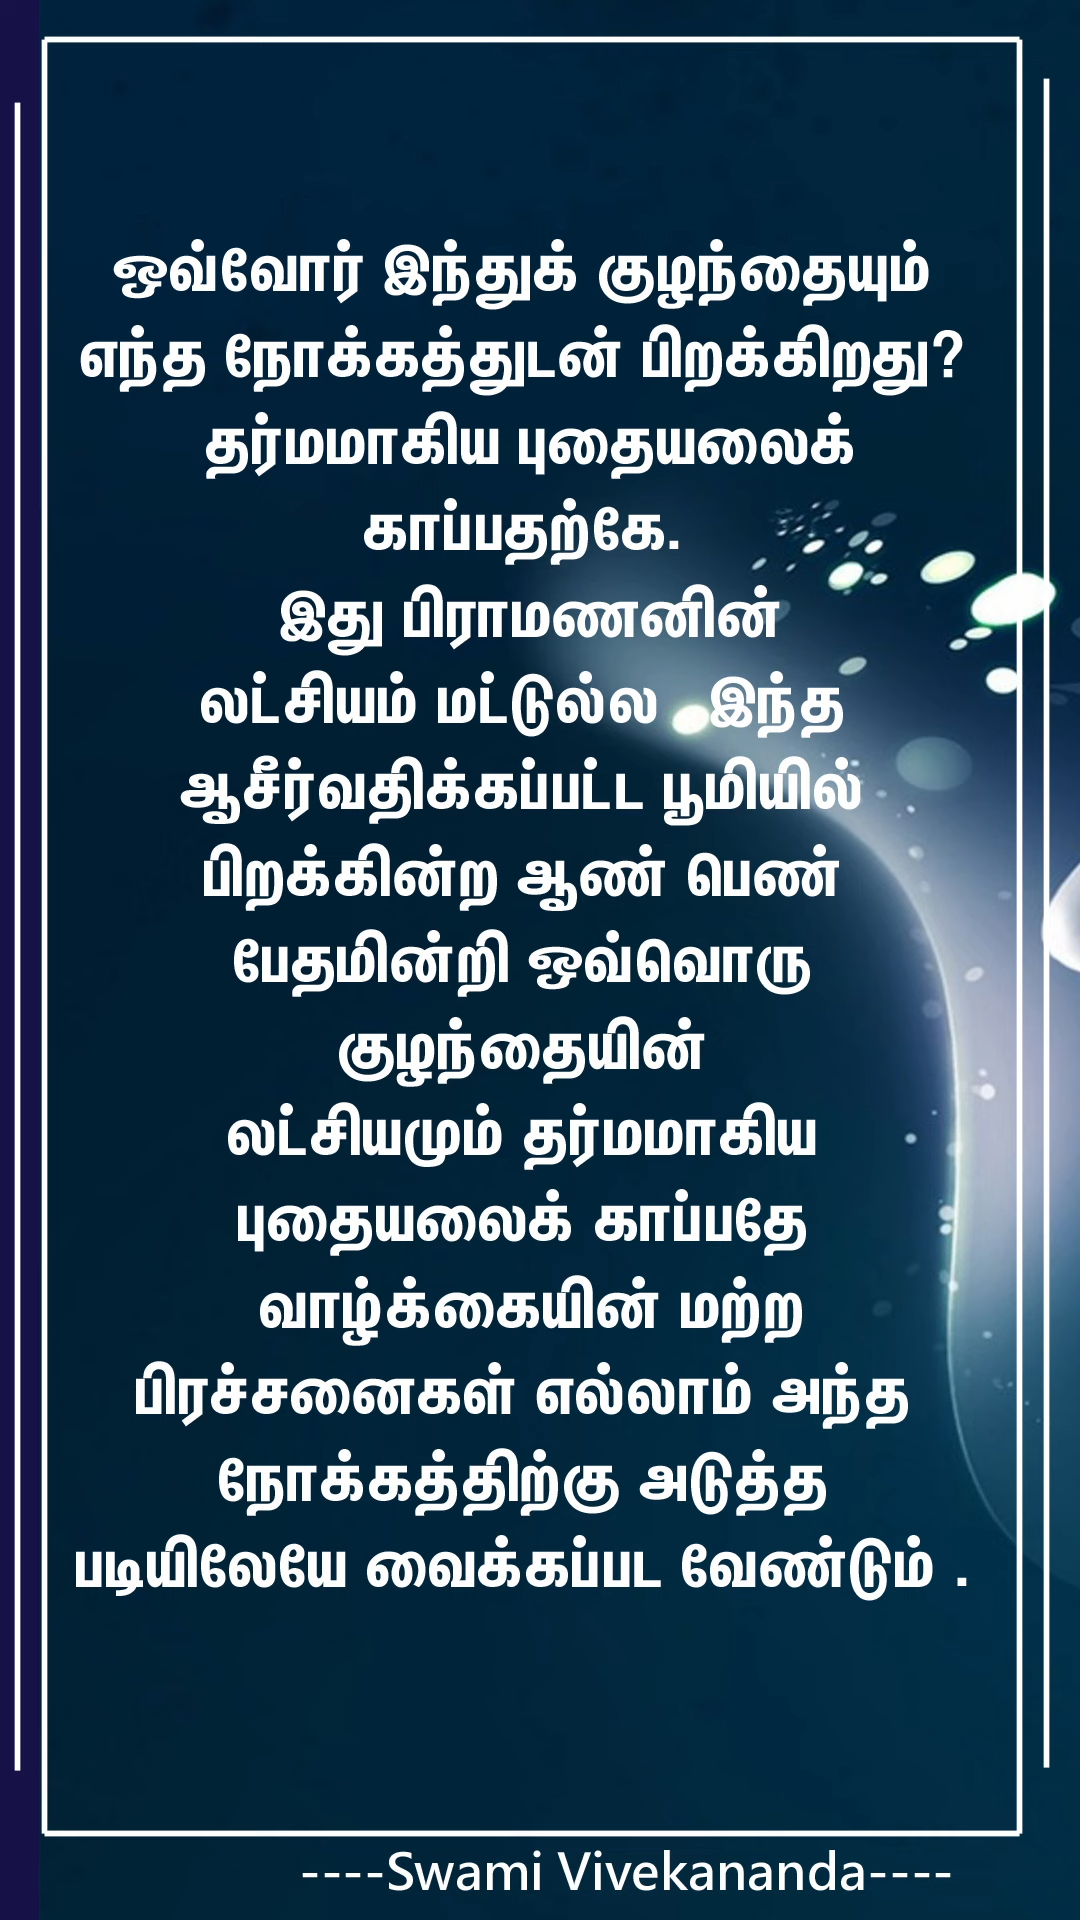 ஒவ்வோர் இந்துக் குழந்தையும்
எந்த நோக்கத்துடன் பிறக்கிறது?
தர்மமாகிய புதையலைக்
காப்பதற்கே.
இது பிராமணனின்
லட்சியம் மட்டுல்ல இந்த
ஆசீர்வதிக்கப்பட்ட பூமியில்
பிறக்கின்ற ஆண் பெண்
பேதமின்றி ஒவ்வொரு
குழந்தையின்
லட்சியமும் தர்மமாகிய
புதையலைக் காப்பதே
வாழ்க்கையின் மற்ற
பிரச்சனைகள் எல்லாம் அந்த
நோக்கத்திற்கு அடுத்த
படியிலேயே வைக்கப்பட வேண்டும் .
----Swami Vivekananda----